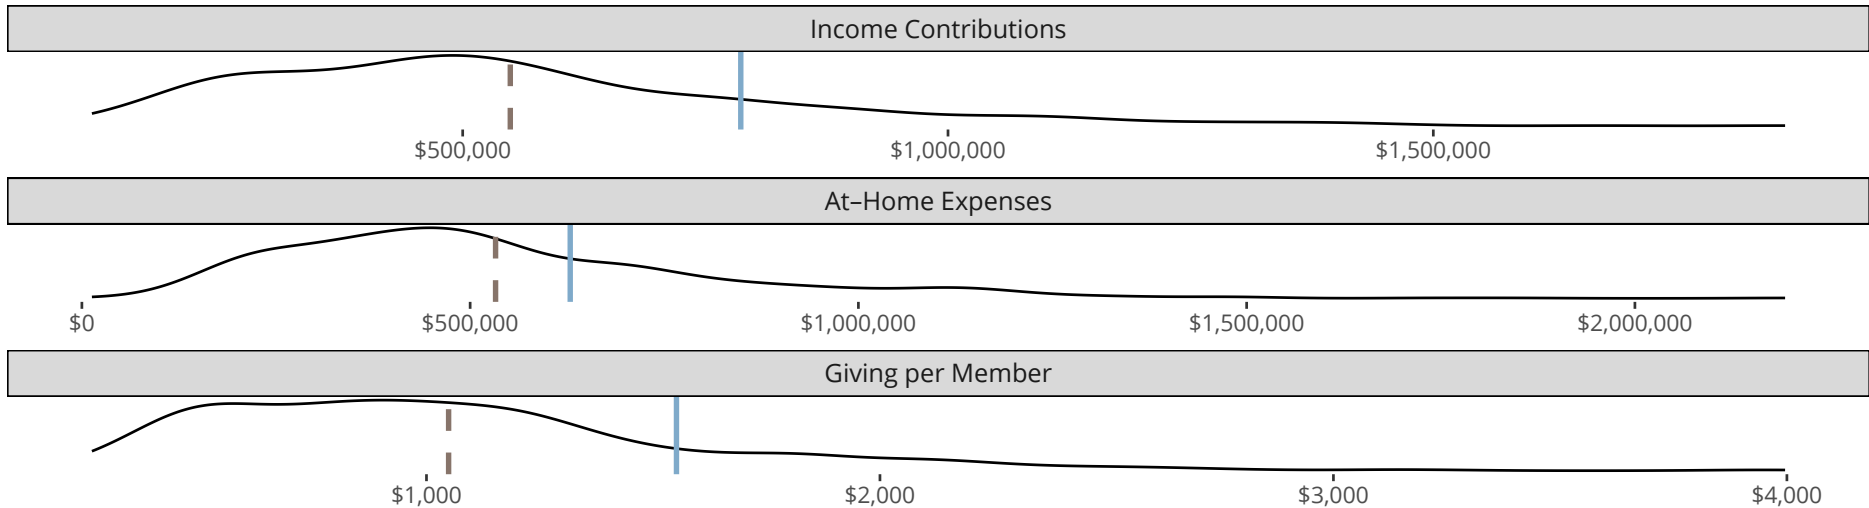 Income Contributions
$500,000 $1,000,000 $1,500,000
At–Home Expenses
$0 $500,000 $1,000,000 $1,500,000 $2,000,000
Giving per Member
$1,000 $2,000 $3,000 $4,000